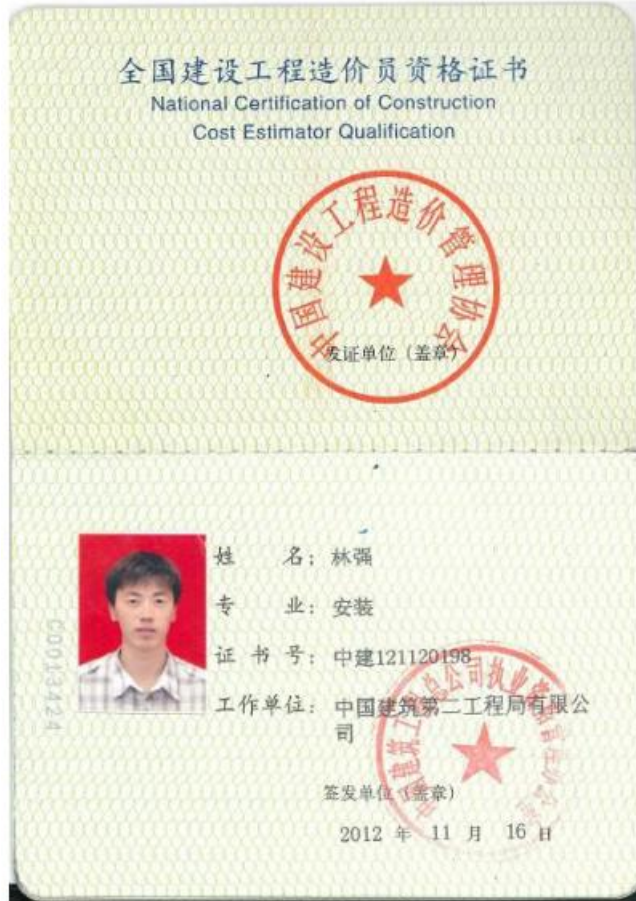 全国建设工程造价员资格证书
National Certification of Construction
Cost Estimator Qualification
中国建设工程造价管理协会
发证单位（盖章）
姓 名：林强
专 业：安装
证 书 号：中建121120198
工作单位：中国建筑第二工程局有限公
司
C00013424
签发单位（盖章）
2012 年 11 月 16 日